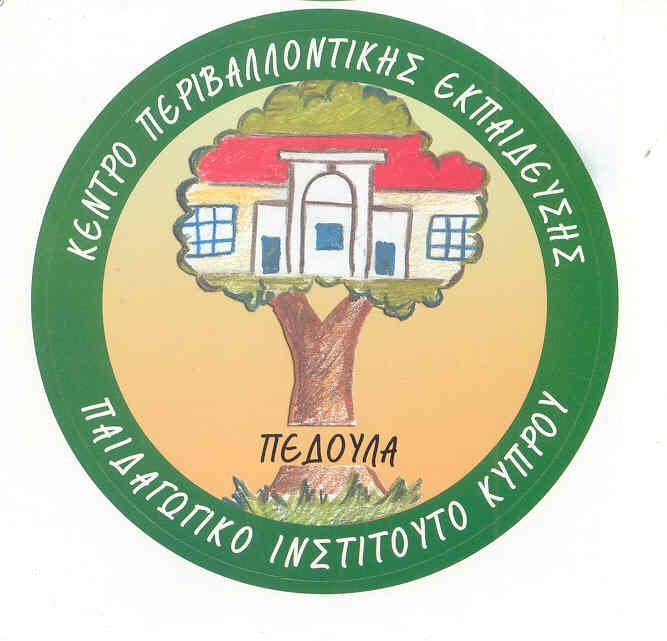 ΚΕΝΤΡΟ ΠΕΡΙΒΑΛΛΟΝΤΙΚΗΣ ΕΚΠΑΙΔΕΥΣΗΣ
ΠΕΔΟΥΛΑ
ΠΑΙΔΑΓΩΓΙΚΟ ΙΝΣΤΙΤΟΥΤΟ ΚΥΠΡΟΥ